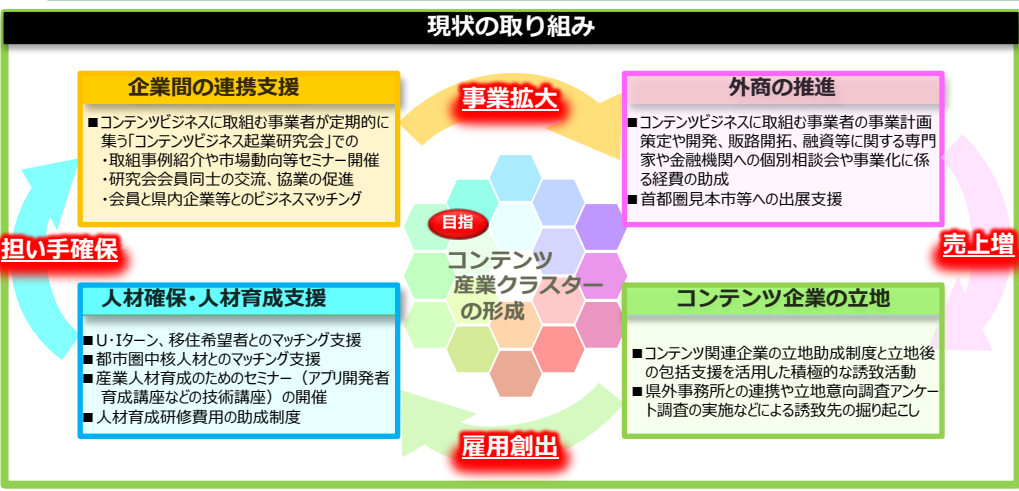 現状の取り組み
企業間の連携支援
■コンテンツビジネスに取組む事業者が定期的に
集う「コンテンツビジネス起業研究会」での
・取組事例紹介や市場動向等セミナー開催
・研究会会員同士の交流、協業の促進
・会員と県内企業等とのビジネスマッチング
事業拡大
外商の推進
■コンテンツビジネスに取組む事業者の事業計画
策定や開発、販路開拓、融資等に関する専門
家や金融機関への個別相談会や事業化に係
る経費の助成
■首都圏見本市等への出展支援
担い手確保
目指
コンテンツ
産業クラスター
の形成
売上増
人材確保・人材育成支援
■U・Iターン、移住希望者とのマッチング支援
■都市圏中核人材とのマッチング支援
■産業人材育成のためのセミナー（アプリ開発者
育成講座などの技術講座）の開催
■人材育成研修費用の助成制度
コンテンツ企業の立地
■コンテンツ関連企業の立地助成制度と立地後
の包括支援を活用した積極的な誘致活動
■県外事務所との連携や立地意向調査アンケー
ト調査の実施などによる誘致先の掘り起こし
雇用創出